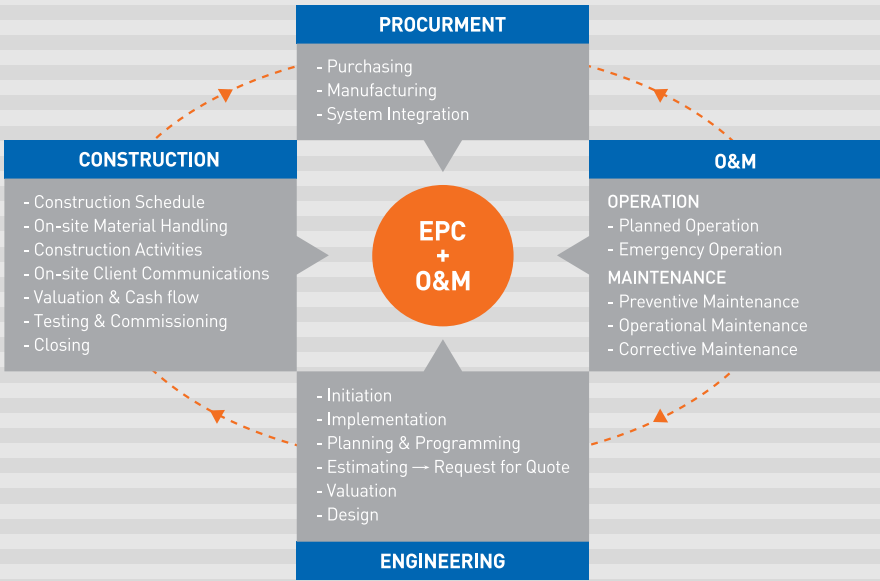 PROCURMENT
- Purchasing
- Manufacturing
- System Integration
CONSTRUCTION
- Construction Schedule
- On-site Material Handling
- Construction Activities
- On-site Client Communications
- Valuation & Cash flow
- Testing & Commissioning
- Closing
EPC
+
O&M
O&M
OPERATION
- Planned Operation
- Emergency Operation
MAINTENANCE
- Preventive Maintenance
- Operational Maintenance
- Corrective Maintenance
- Initiation
- Implementation
- Planning & Programming
- Estimating → Request for Quote
- Valuation
- Design
ENGINEERING